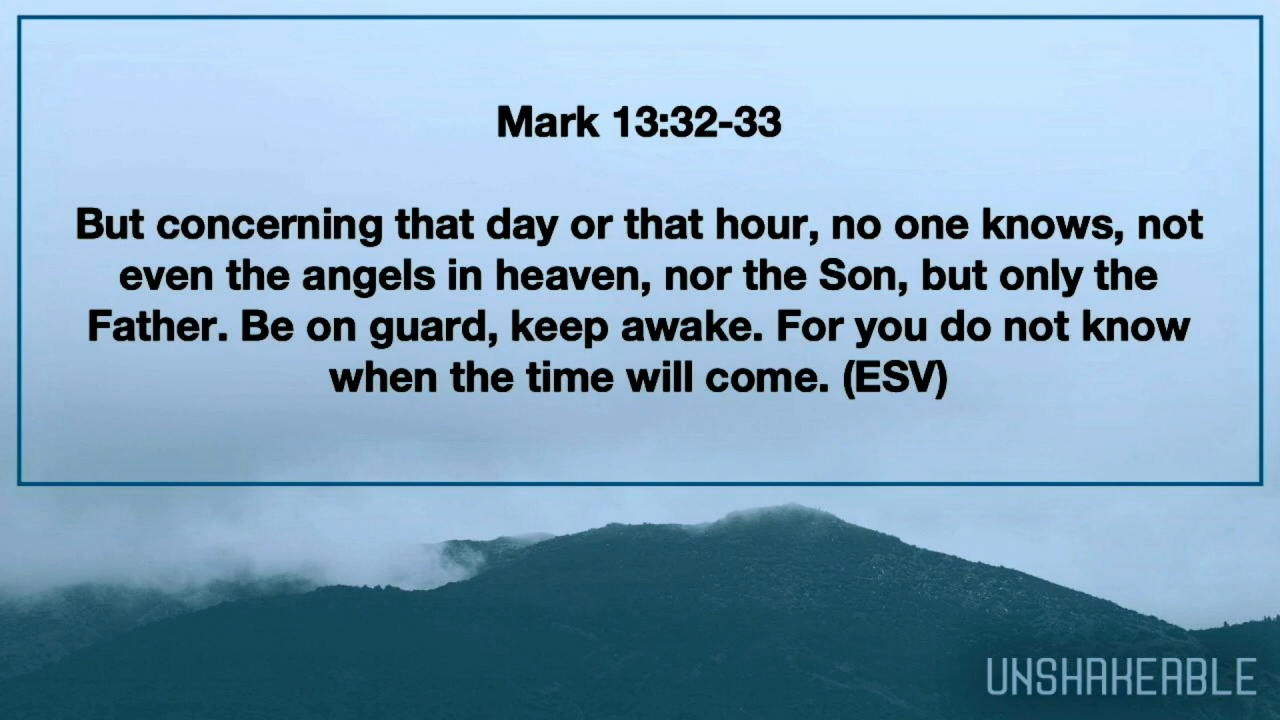 Mark 13:32-33
But concerning that day or that hour, no one knows, not
even the angels in heaven, nor the Son, but only the
Father. Be on guard, keep awake. For you do not know
when the time will come. (ESV)
UNSHAKEABLE